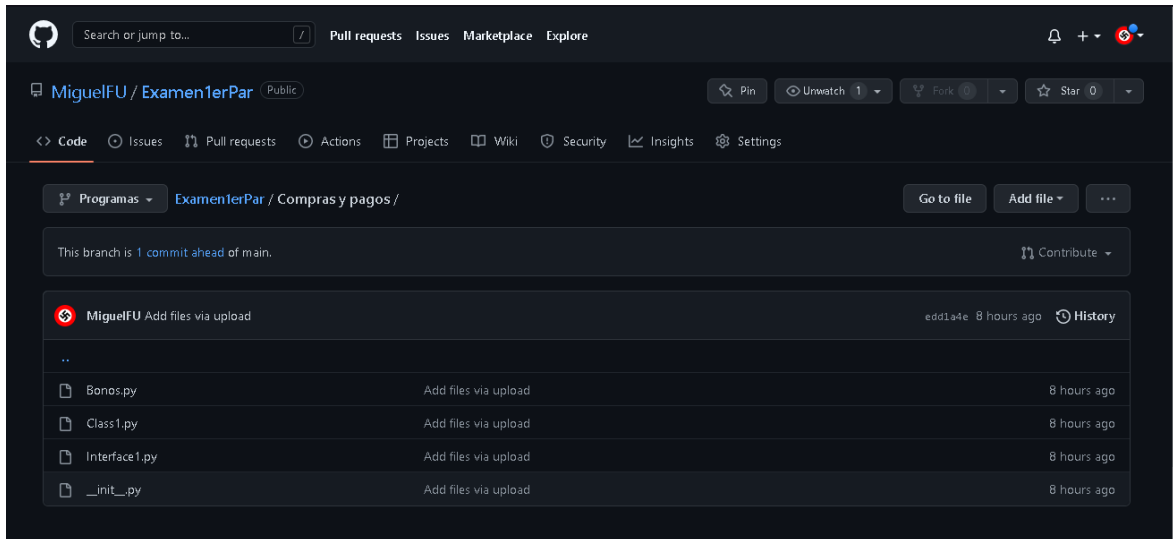 Search or jump to... / Pull requests Issues Marketplace Explore
MiguelFU / Examen1erPar Public Pin Unwatch 1 Fork 0 Star 0
Code Issues Pull requests Actions Projects Wiki Security Insights Settings
Programas Examen1erPar / Compras y pagos / Go to file Add file ...
This branch is 1 commit ahead of main. Contribute
MiguelFU Add files via upload edd1a4e 8 hours ago History
..
Bonos.py Add files via upload 8 hours ago
Class1.py Add files via upload 8 hours ago
Interface1.py Add files via upload 8 hours ago
__init__.py Add files via upload 8 hours ago